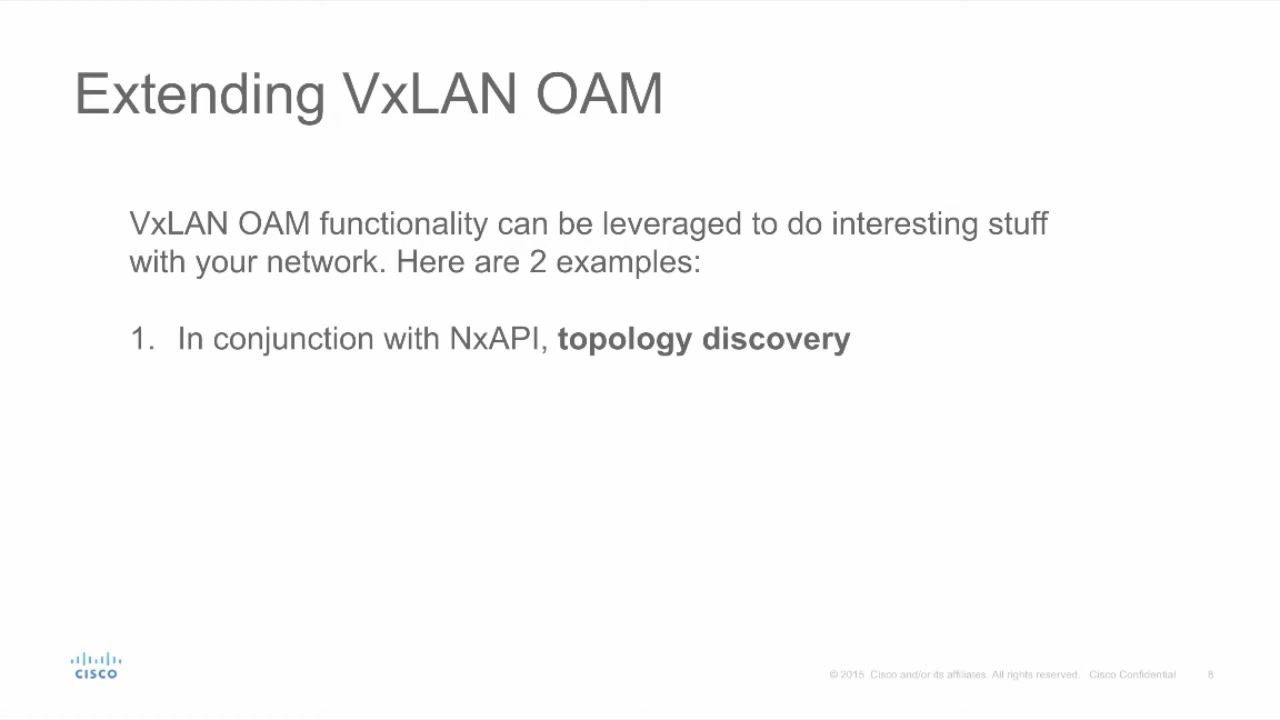 Extending VxLAN OAM
VxLAN OAM functionality can be leveraged to do interesting stuff
with your network. Here are 2 examples:
1. In conjunction with NxAPI, topology discovery
CISCO
© 2015 Cisco and/or its affiliates. All rights reserved. Cisco Confidential 8